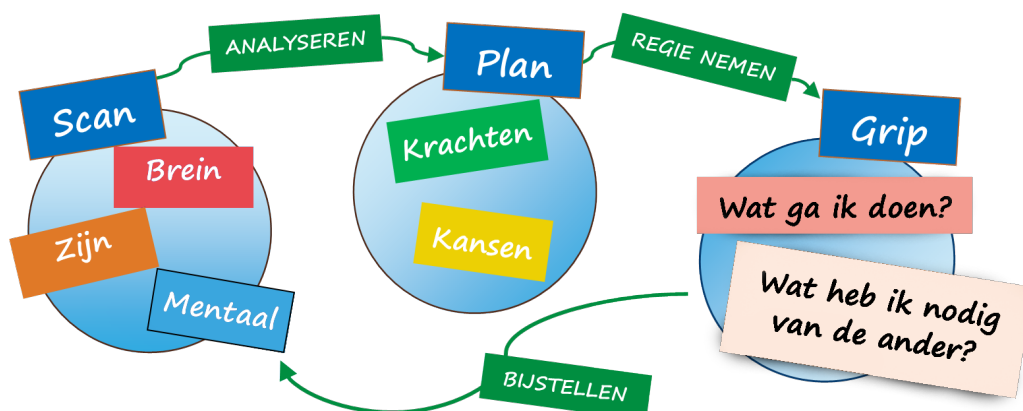 ANALYSEREN
Plan
REGIE NEMEN
Scan
Krachten
Grip
Brein
Wat ga ik doen?
Zijn
Kansen
Mentaal
Wat heb ik nodig
van de ander?
BIJSTELLEN